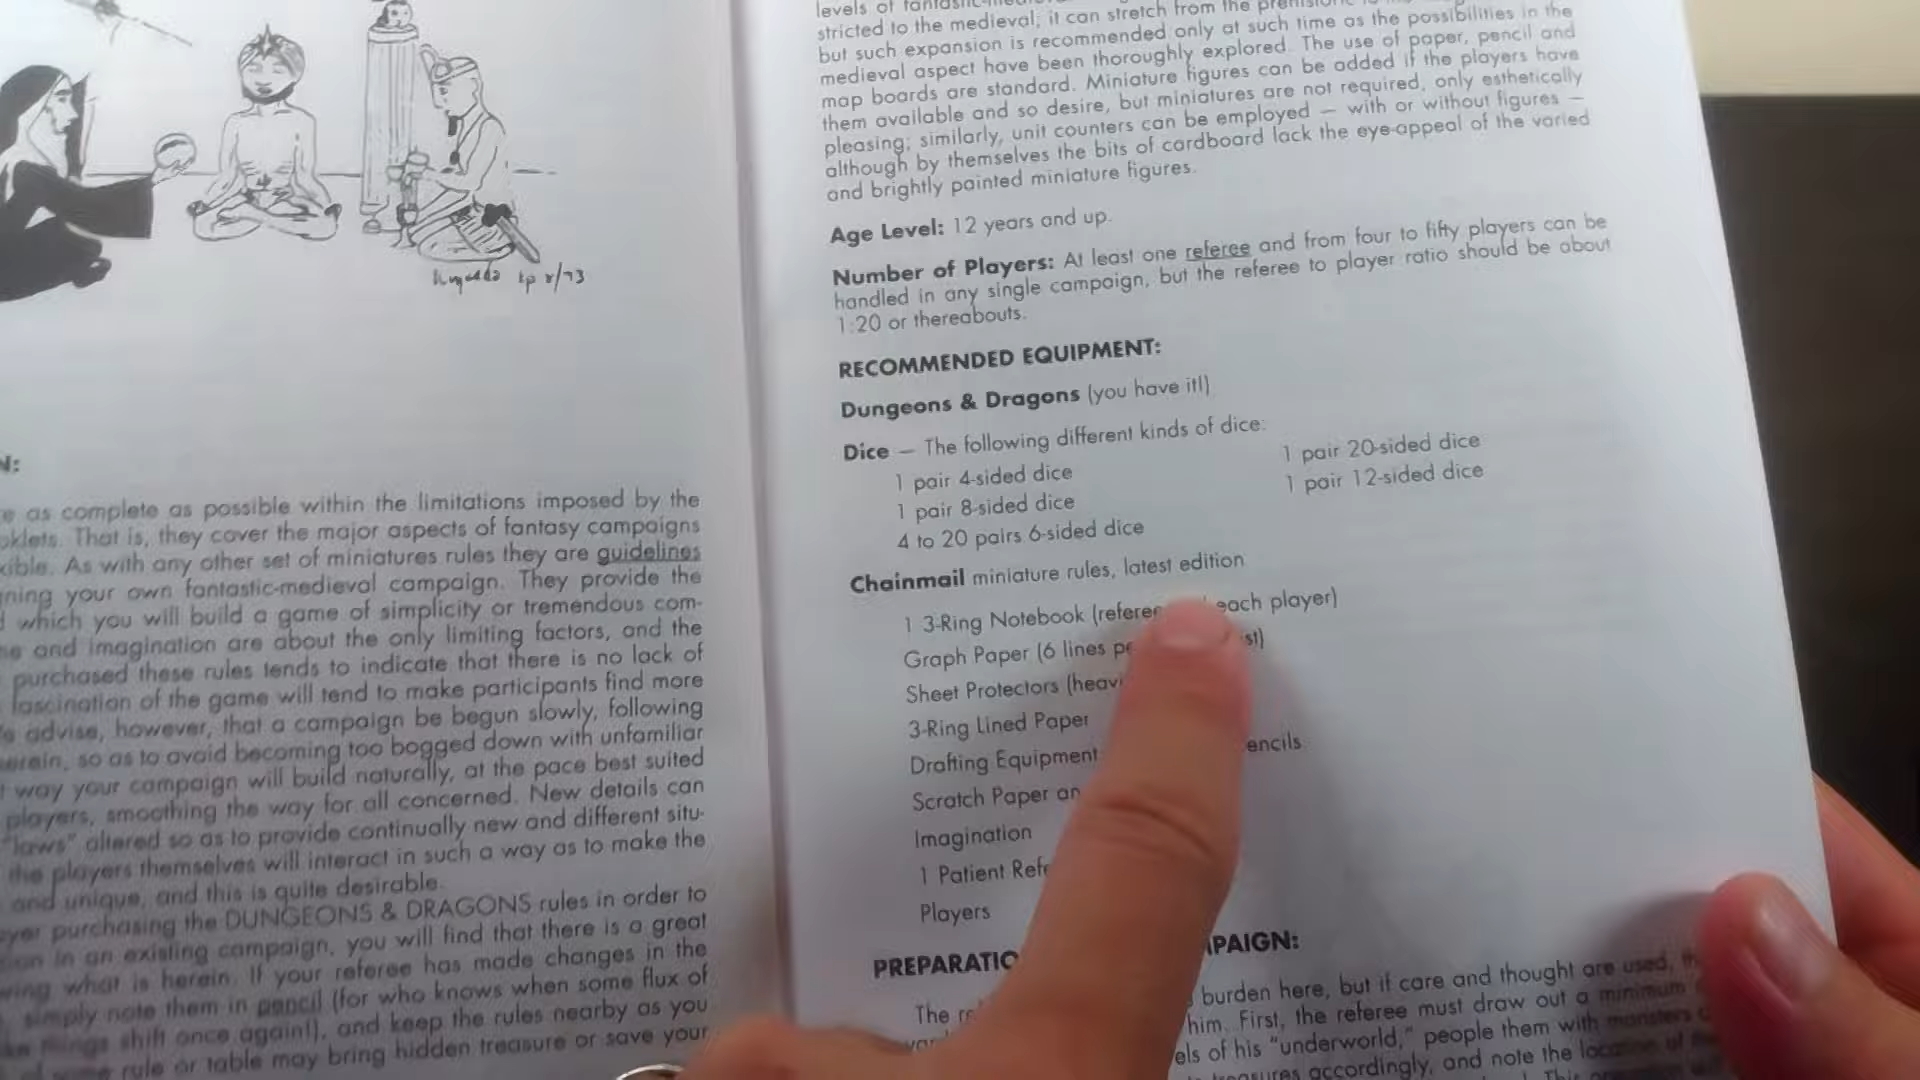 N:
as complete as possible within the limitations imposed by the
That is, they cover the major aspects of fantasy campaigns
As with any other set of miniatures rules they are guidelines
your own fantastic-medieval campaign. They provide the
which you will build a game of simplicity or tremendous com-
and imagination are about the only limiting factors, and the
purchased these rules tends to indicate that there is no lack of
fascination of the game will tend to make participants find more
advise, however, that a campaign be begun slowly, following
so as to avoid becoming too bogged down with unfamiliar
way your campaign will build naturally, at the pace best suited
players, smoothing the way for all concerned. New details can
"laws" altered so as to provide continually new and different situ-
the players themselves will interact in such a way as to make the
and unique, and this is quite desirable.
purchasing the DUNGEONS & DRAGONS rules in order to
in an existing campaign, you will find that there is a great
what is herein. If your referee has made changes in the
simply note them in pencil (for who knows when some flux of
things shift once again!), and keep the rules nearby as you
some rule or table may bring hidden treasure or save your
levels of
stricted to the medieval; it can stretch from the
but such expansion is recommended only at such time as the possibilities in the
medieval aspect have been thoroughly explored. The use of paper, pencil and
map boards are standard. Miniature figures can be added if the players have
them available and so desire, but miniatures are not required, only esthetically
pleasing; similarly, unit counters can be employed — with or without figures —
although by themselves the bits of cardboard lack the eye-appeal of the varied
and brightly painted miniature figures.
Age Level: 12 years and up.
Number of Players: At least one referee and from four to fifty players can be
handled in any single campaign, but the referee to player ratio should be about
1:20 or thereabouts.
RECOMMENDED EQUIPMENT:
Dungeons & Dragons (you have it!)
Dice — The following different kinds of dice:
1 pair 4-sided dice 1 pair 20-sided dice
1 pair 8-sided dice 1 pair 12-sided dice
4 to 20 pairs 6-sided dice
Chainmail miniature rules, latest edition
1 3-Ring Notebook (referee each player)
Graph Paper (6 lines
Sheet Protectors
3-Ring Lined Paper
Drafting Equipment
Scratch Paper
Imagination
1 Patient
Players
PREPARATIO
The
burden here, but if care and thought are used,
him. First, the referee must draw out a minimum
of his "underworld," people them with monsters
treasures accordingly, and note the location of
This